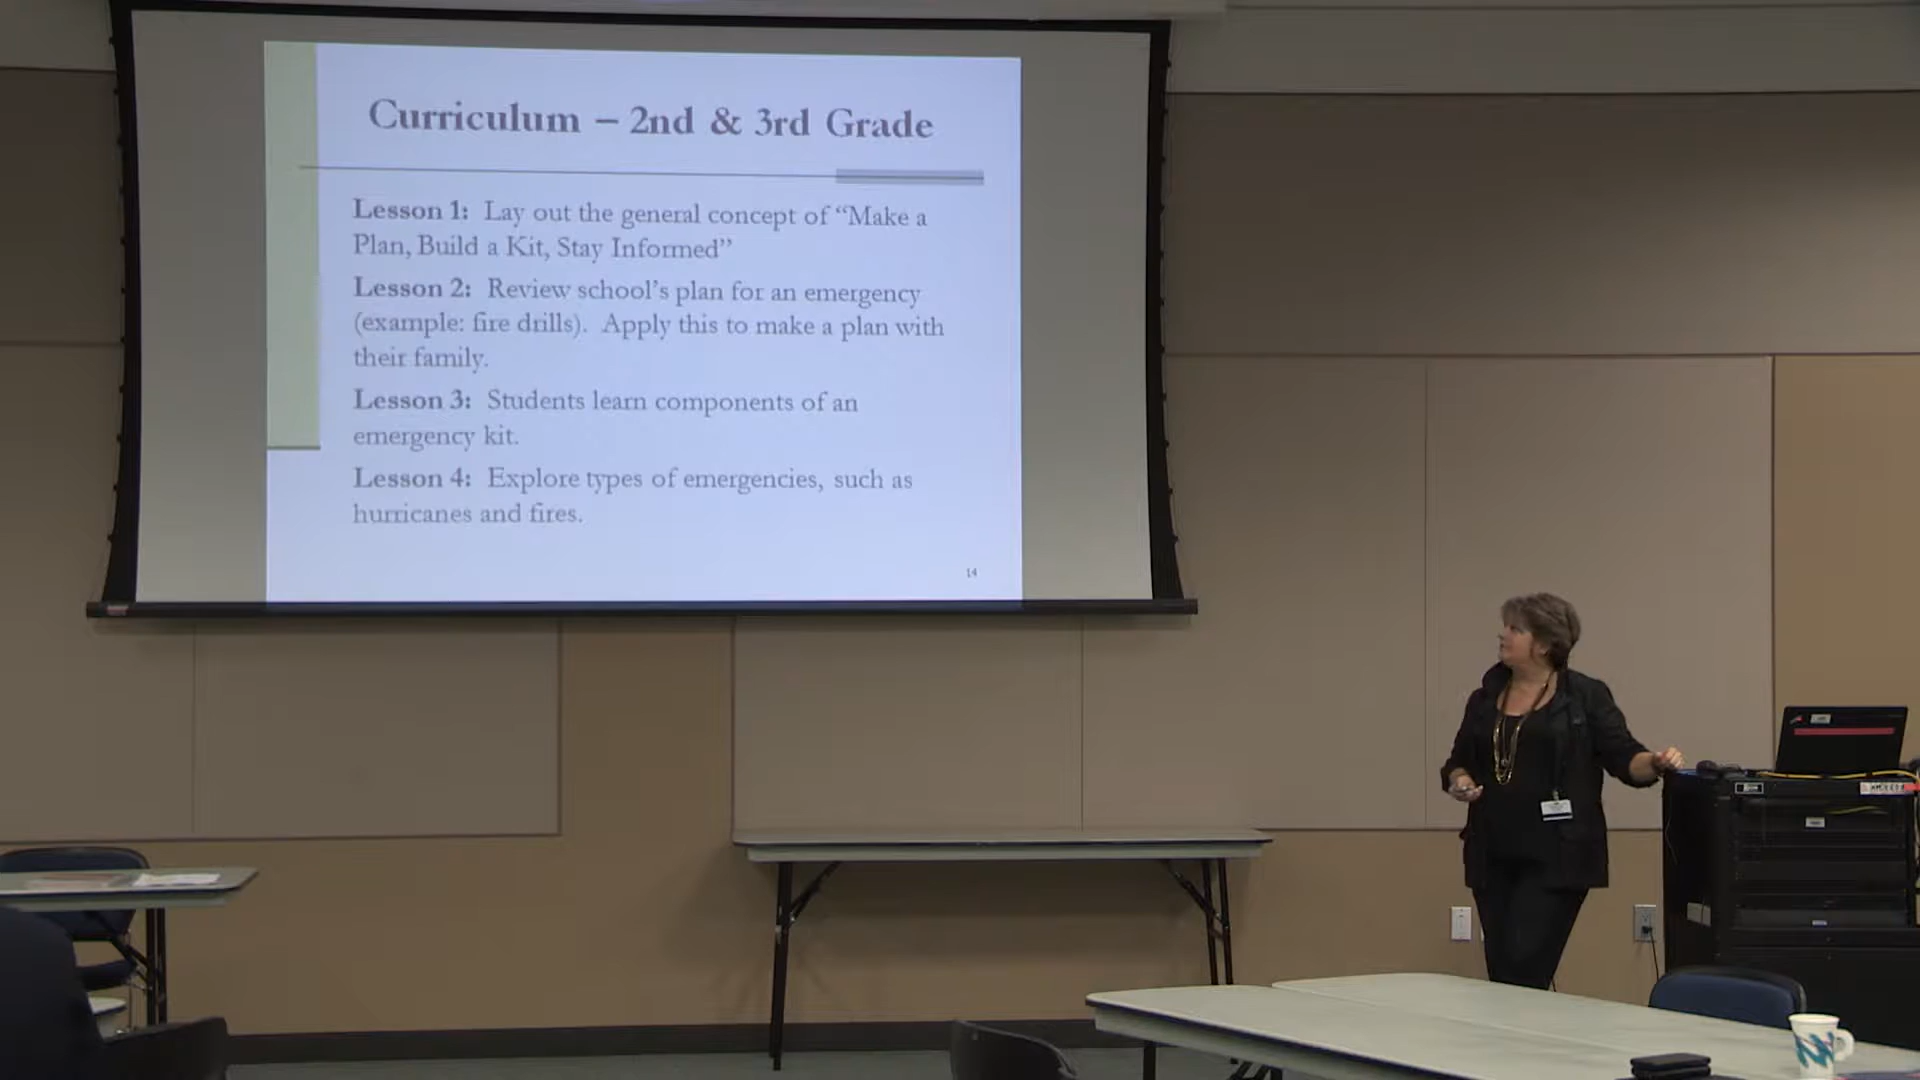 Curriculum – 2nd & 3rd Grade
Lesson 1: Lay out the general concept of “Make a
Plan, Build a Kit, Stay Informed”
Lesson 2: Review school’s plan for an emergency
(example: fire drills). Apply this to make a plan with
their family.
Lesson 3: Students learn components of an
emergency kit.
Lesson 4: Explore types of emergencies, such as
hurricanes and fires.
14